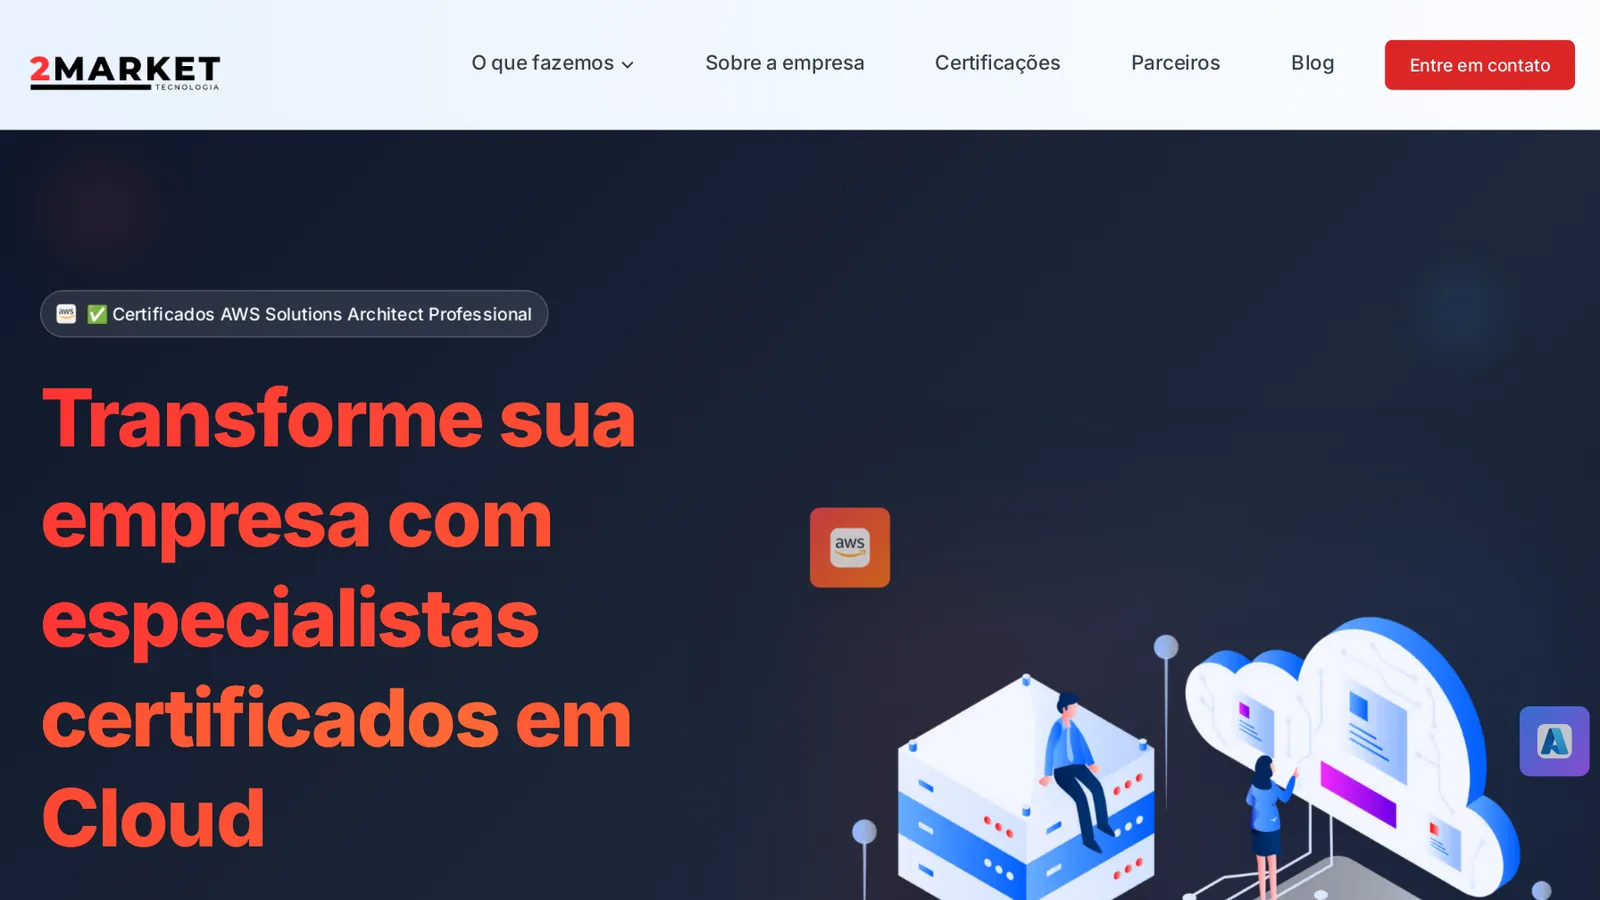 2MARKET
TECNOLOGIA
O que fazemos
Sobre a empresa
Certificações
Parceiros
Blog
Entre em contato
aws ✅ Certificados AWS Solutions Architect Professional
Transforme sua
empresa com
especialistas
certificados em
Cloud
aws